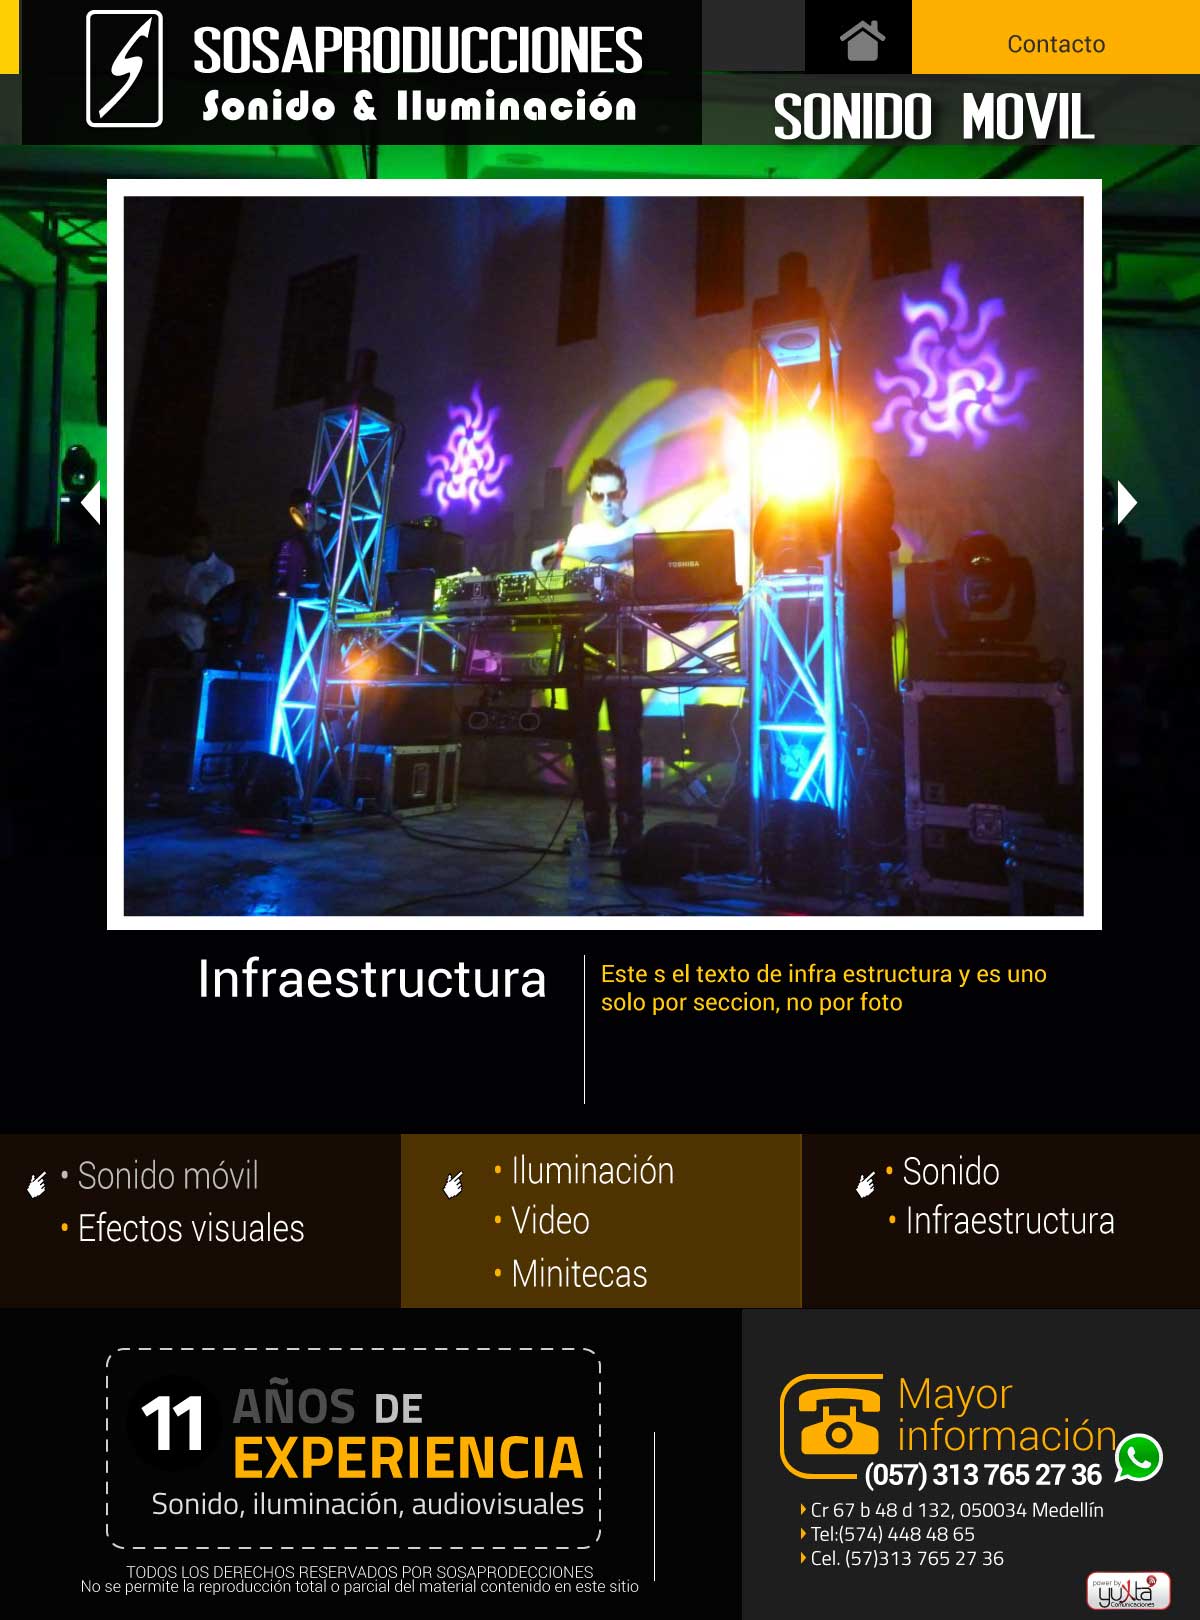 SOSAPRODUCCIONES
Sonido & Iluminación
Contacto
SONIDO MOVIL
TOSHIBA
Infraestructura
Este s el texto de infra estructura y es uno
solo por seccion, no por foto
• Sonido móvil
• Efectos visuales
• Iluminación
• Video
• Minitecas
• Sonido
• Infraestructura
11 AÑOS DE
EXPERIENCIA
Sonido, iluminación, audiovisuales
TODOS LOS DERECHOS RESERVADOS POR SOSAPRODECCIONES
No se permite la reproducción total o parcial del material contenido en este sitio
Mayor
información
(057) 313 765 27 36
Cr 67 b 48 d 132, 050034 Medellín
Tel:(574) 448 48 65
Cel. (57)313 765 27 36
power by
yuxta
Comunicaciones